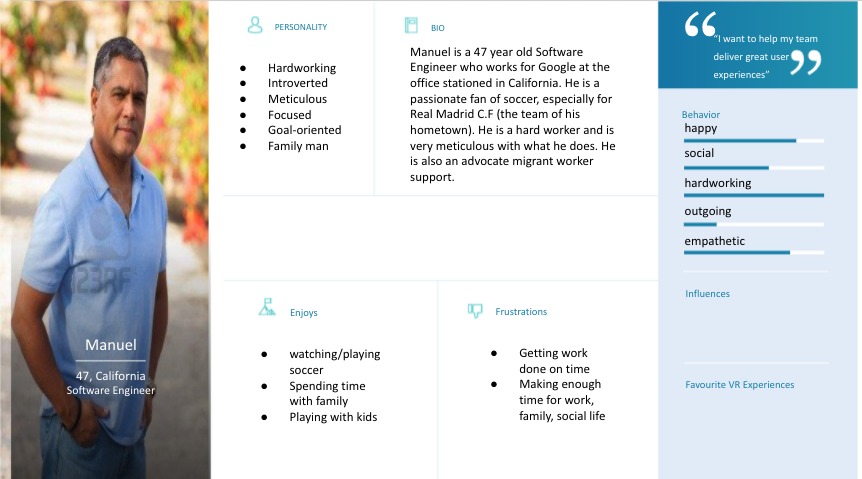 Manuel
47, California
Software Engineer
123RF
PERSONALITY
● Hardworking
● Introverted
● Meticulous
● Focused
● Goal-oriented
● Family man
BIO
Manuel is a 47 year old Software
Engineer who works for Google at the
office stationed in California. He is a
passionate fan of soccer, especially for
Real Madrid C.F (the team of his
hometown). He is a hard worker and is
very meticulous with what he does. He
is also an advocate migrant worker
support.
Enjoys
● watching/playing
soccer
● Spending time
with family
● Playing with kids
Frustrations
● Getting work
done on time
● Making enough
time for work,
family, social life
“I want to help my team
deliver great user
experiences”
Behavior
happy
social
hardworking
outgoing
empathetic
Influences
Favourite VR Experiences